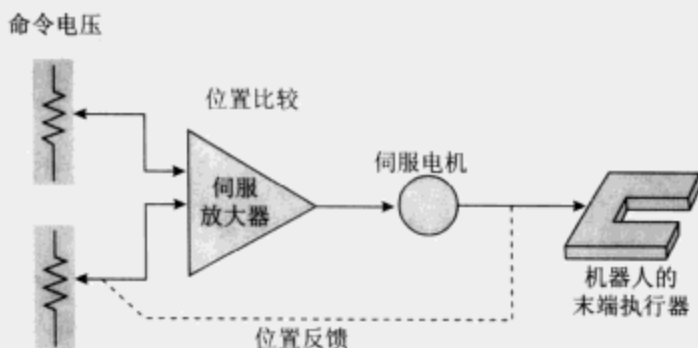 命令电压
位置比较
伺服电机
伺服
放大器
机器人的
末端执行器
位置反馈